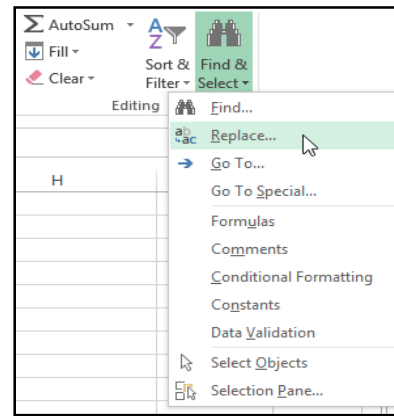 AutoSum
Fill
Clear
Sort & Filter
Find & Select
Editing
Find...
Replace...
Go To...
Go To Special...
Formulas
Comments
Conditional Formatting
Constants
Data Validation
Select Objects
Selection Pane...
H